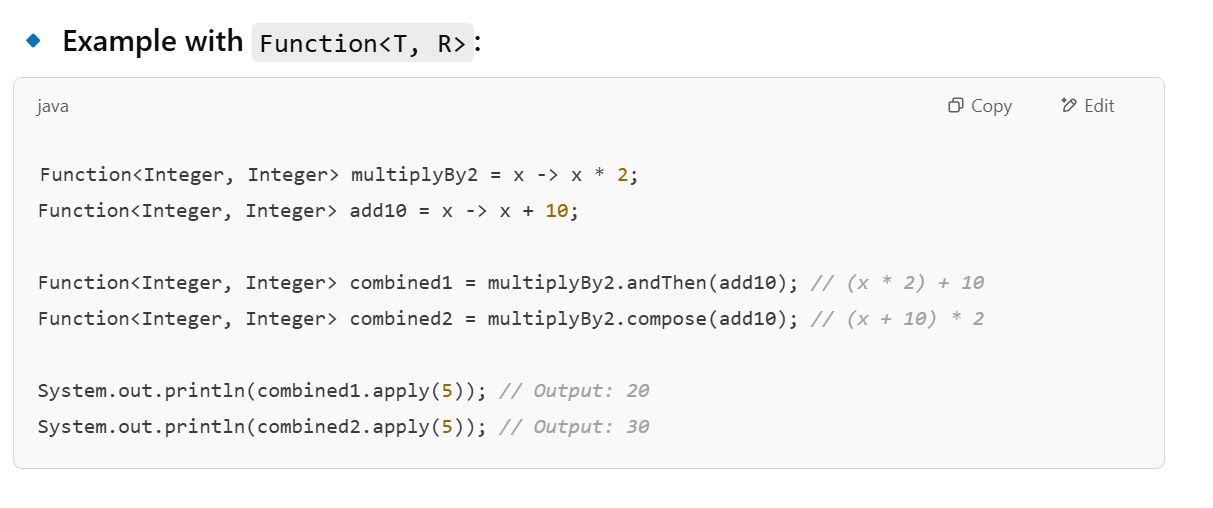 Example with Function<T, R>:
java
Copy
Edit
Function<Integer, Integer> multiplyBy2 = x -> x * 2;
Function<Integer, Integer> add10 = x -> x + 10;
Function<Integer, Integer> combined1 = multiplyBy2.andThen(add10); // (x * 2) + 10
Function<Integer, Integer> combined2 = multiplyBy2.compose(add10); // (x + 10) * 2
System.out.println(combined1.apply(5)); // Output: 20
System.out.println(combined2.apply(5)); // Output: 30